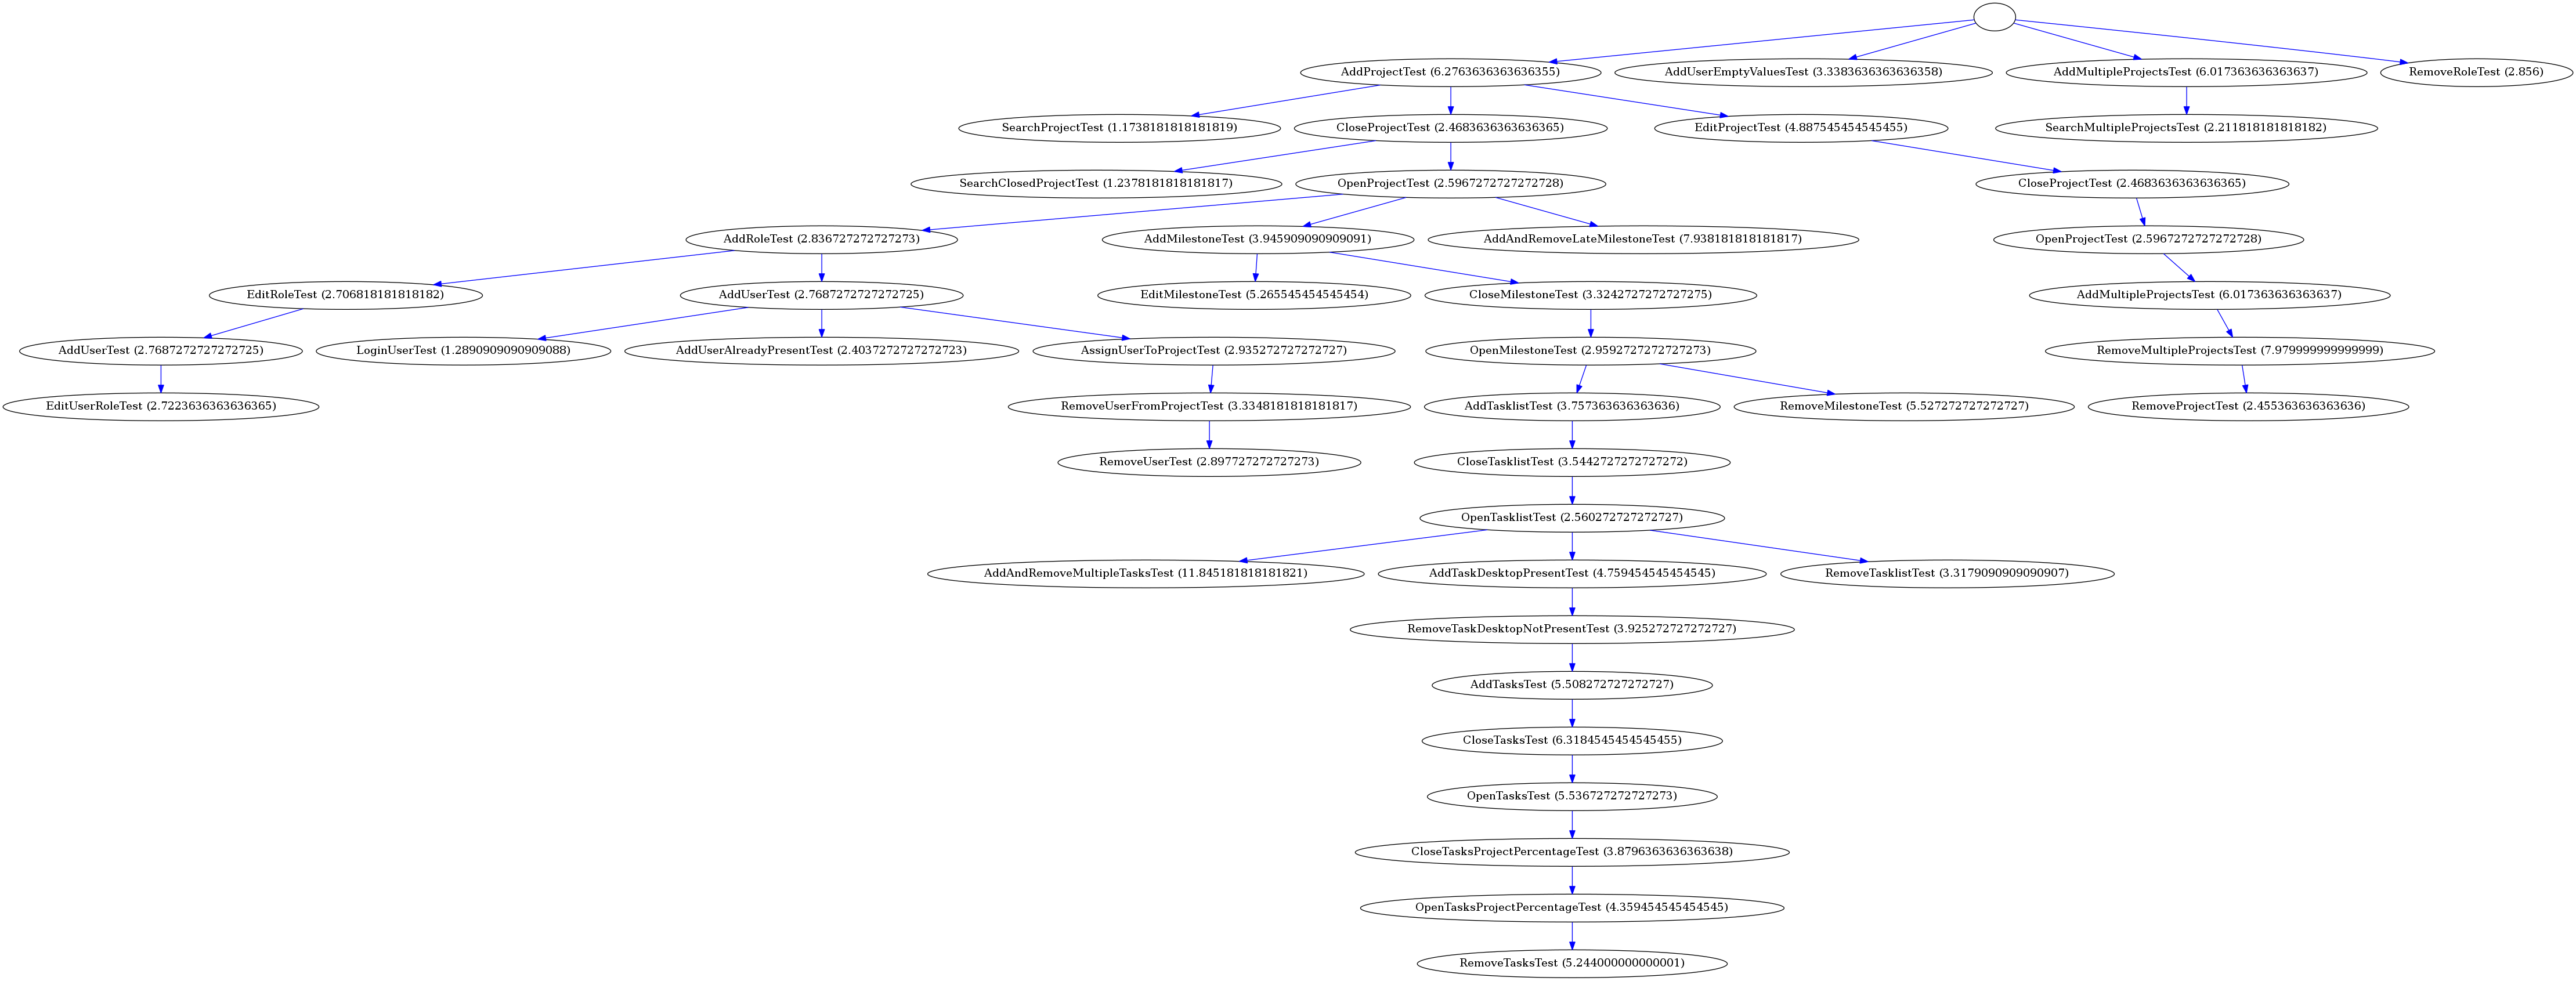 AddProjectTest (6.2763636363636355)
AddUserEmptyValuesTest (3.3383636363636358)
AddMultipleProjectsTest (6.017363636363637)
RemoveRoleTest (2.856)
SearchProjectTest (1.1738181818181819)
CloseProjectTest (2.4683636363636365)
EditProjectTest (4.887545454545455)
SearchMultipleProjectsTest (2.211818181818182)
SearchClosedProjectTest (1.2378181818181817)
OpenProjectTest (2.5967272727272728)
CloseProjectTest (2.4683636363636365)
AddRoleTest (2.836727272727273)
AddMilestoneTest (3.945909090909091)
AddAndRemoveLateMilestoneTest (7.938181818181817)
OpenProjectTest (2.5967272727272728)
EditRoleTest (2.706818181818182)
AddUserTest (2.7687272727272725)
EditMilestoneTest (5.265545454545454)
CloseMilestoneTest (3.3242727272727275)
AddMultipleProjectsTest (6.017363636363637)
AddUserTest (2.7687272727272725)
LoginUserTest (1.2890909090909088)
AddUserAlreadyPresentTest (2.4037272727272723)
AssignUserToProjectTest (2.935272727272727)
OpenMilestoneTest (2.9592727272727273)
RemoveMultipleProjectsTest (7.979999999999999)
EditUserRoleTest (2.7223636363636365)
RemoveUserFromProjectTest (3.3348181818181817)
AddTasklistTest (3.757363636363636)
RemoveMilestoneTest (5.527272727272727)
RemoveProjectTest (2.455363636363636)
RemoveUserTest (2.897727272727273)
CloseTasklistTest (3.5442727272727272)
OpenTasklistTest (2.560272727272727)
AddAndRemoveMultipleTasksTest (11.845181818181821)
AddTaskDesktopPresentTest (4.759454545454545)
RemoveTasklistTest (3.3179090909090907)
RemoveTaskDesktopNotPresentTest (3.925272727272727)
AddTasksTest (5.508272727272727)
CloseTasksTest (6.3184545454545455)
OpenTasksTest (5.536727272727273)
CloseTasksProjectPercentageTest (3.8796363636363638)
OpenTasksProjectPercentageTest (4.359454545454545)
RemoveTasksTest (5.244000000000001)